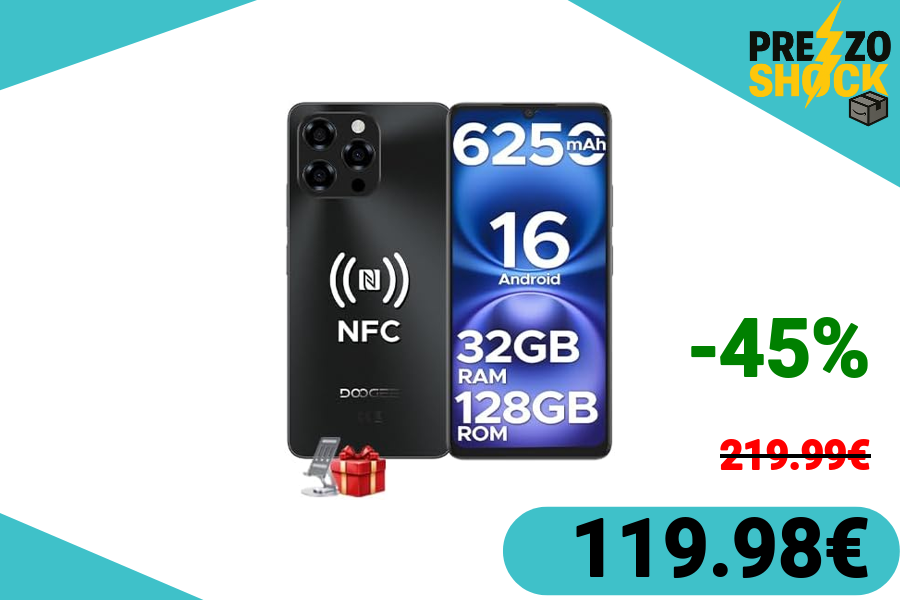 PREZZO
SHOCK
6250 mAh
16
Android
NFC
32GB
RAM
128GB
ROM
DOOGEE
-45%
219.99€
119.98€